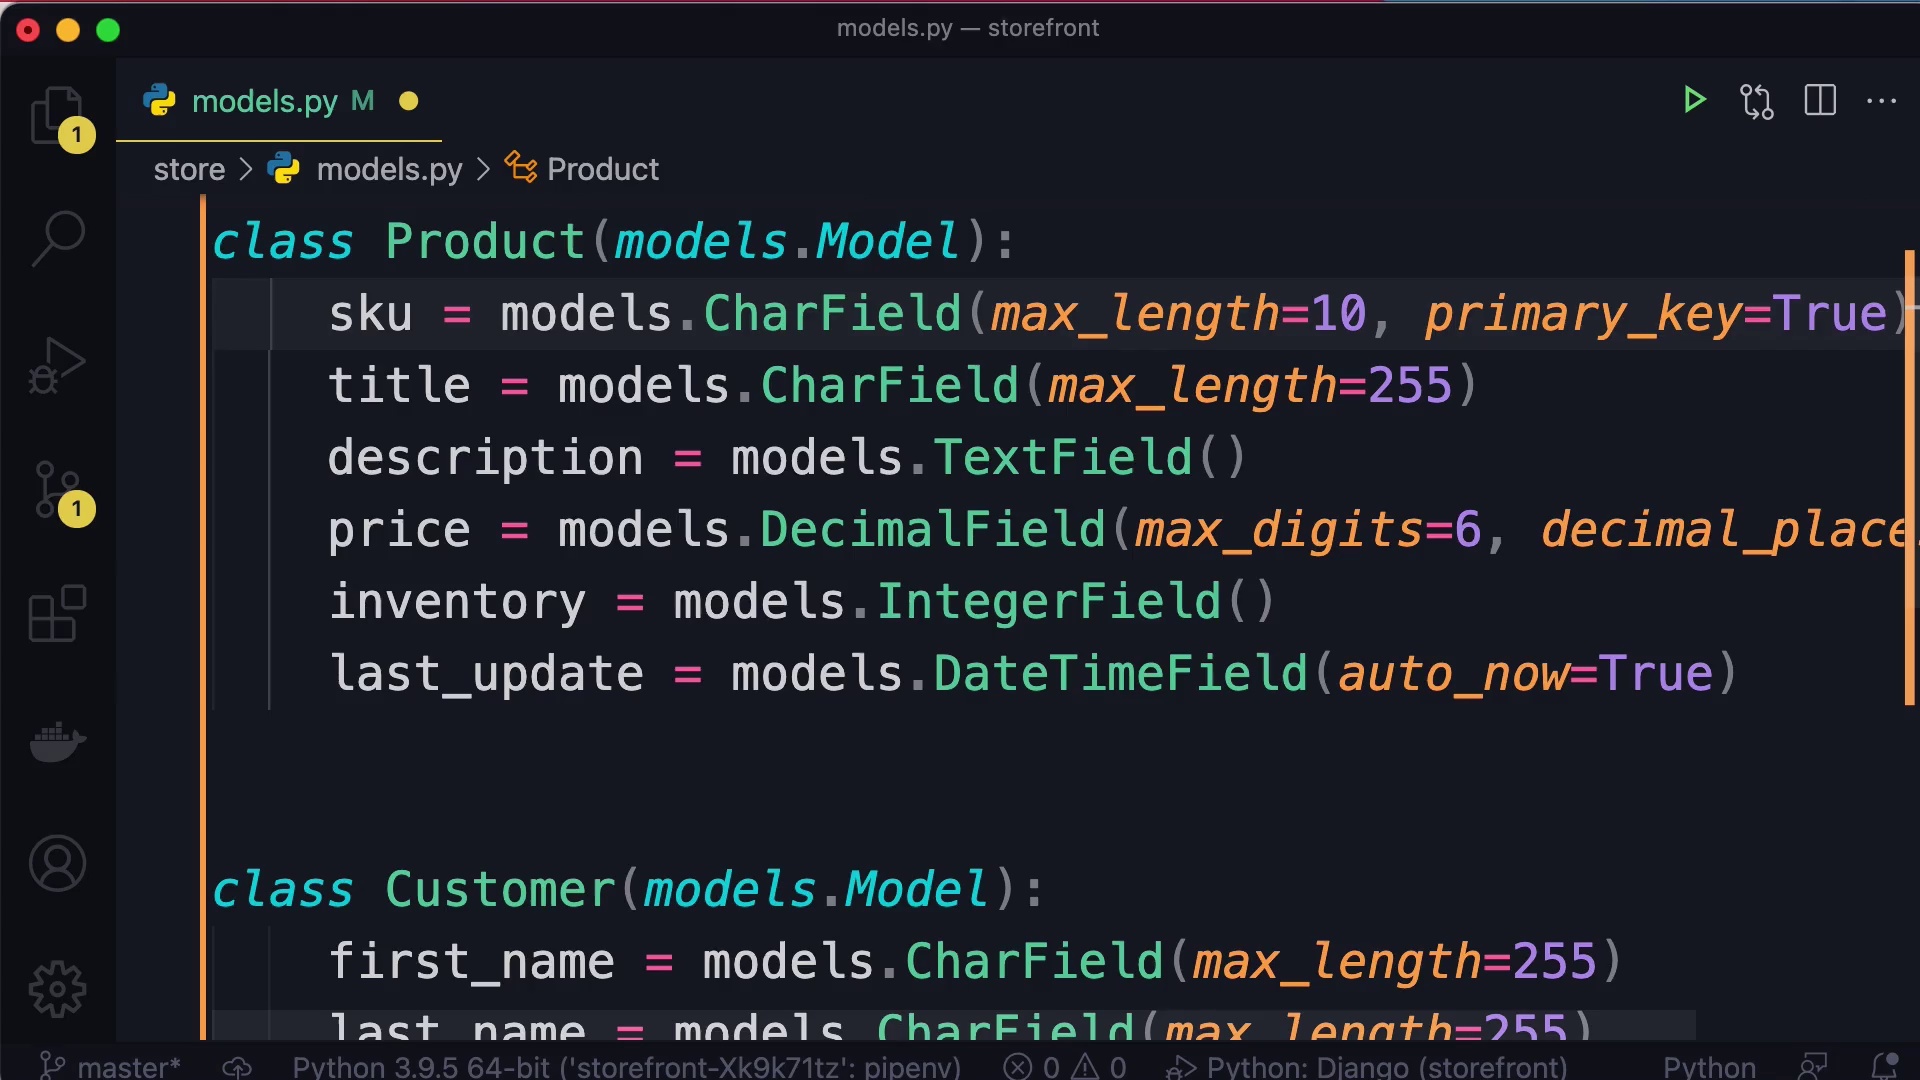 models.py — storefront
models.py M
store > models.py > Product
1
1
class Product(models.Model):
sku = models.CharField(max_length=10, primary_key=True)
title = models.CharField(max_length=255)
description = models.TextField()
price = models.DecimalField(max_digits=6, decimal_place
inventory = models.IntegerField()
last_update = models.DateTimeField(auto_now=True)
class Customer(models.Model):
first_name = models.CharField(max_length=255)
last_name = models.CharField(max_length=255)
master* Python 3.9.5 64-bit ('storefront-Xk9k71tz': pipenv) 0 0 Python: Django (storefront) Python